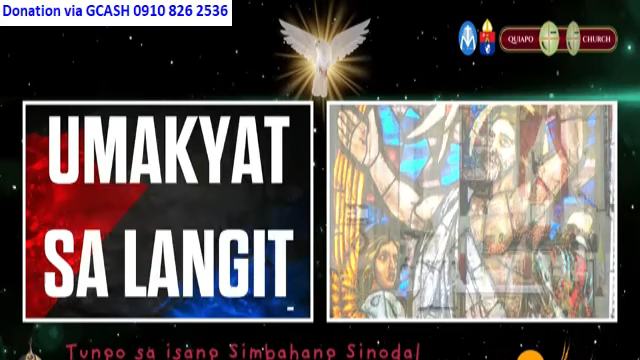 Donation via GCASH 0910 826 2536
QUIAPO CHURCH
UMAKYAT
SA LANGIT
Tungo sa isang Simbahang Sinodal